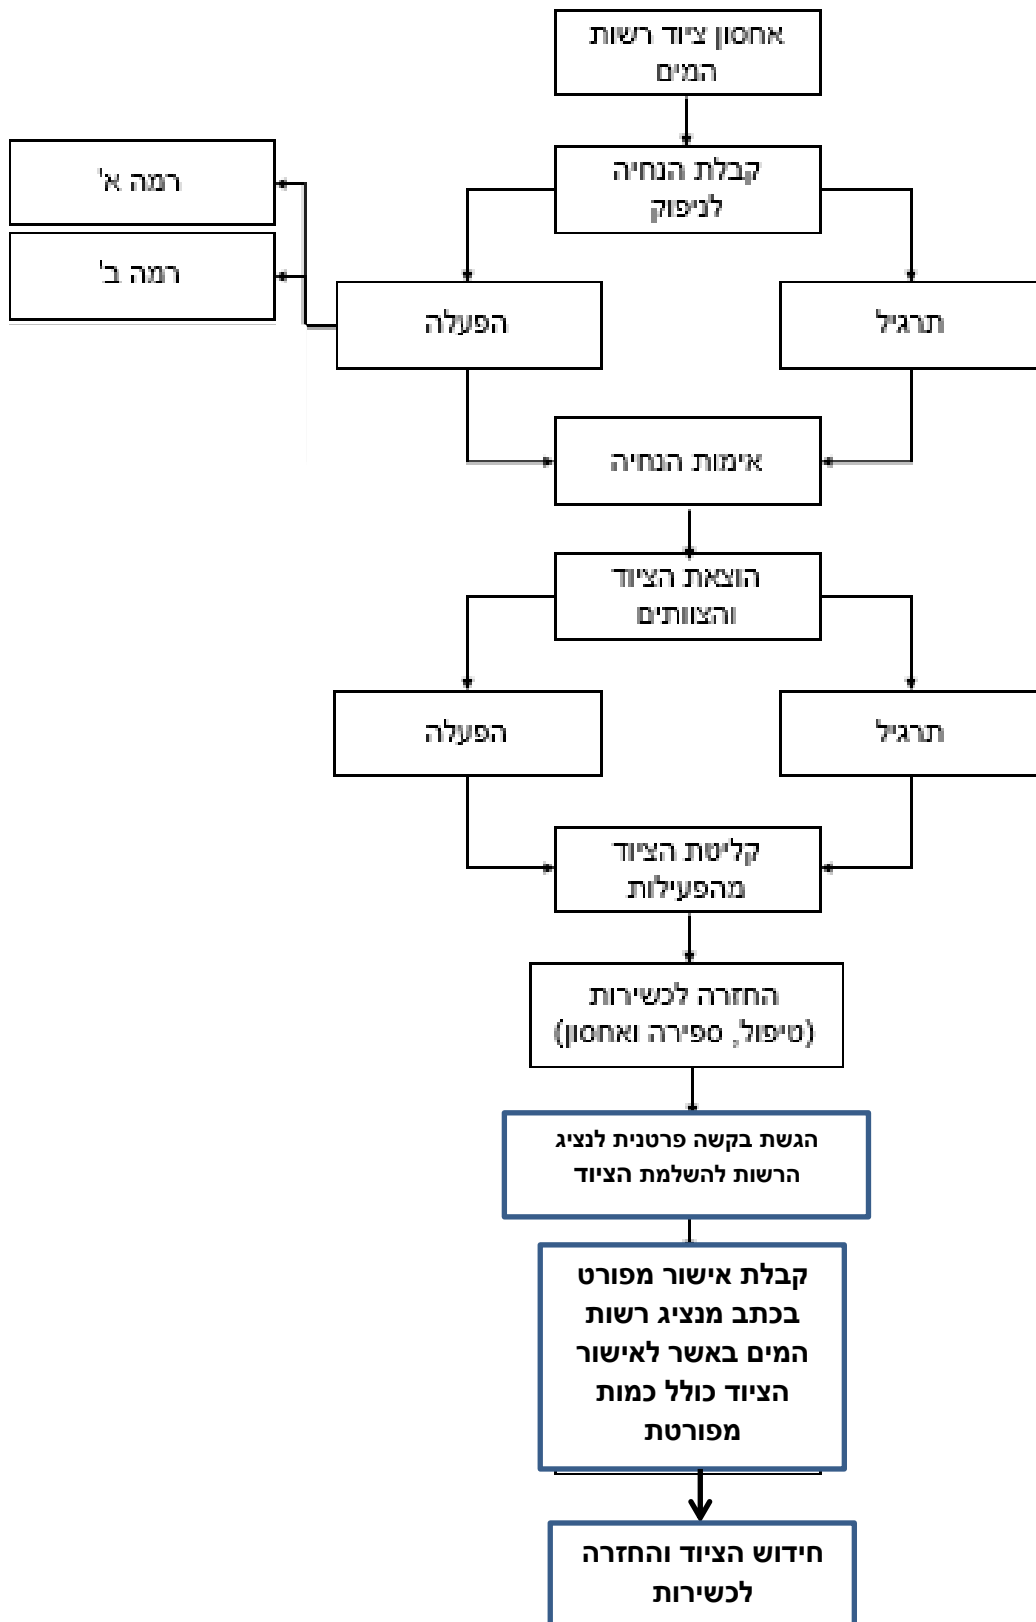 אחסון ציוד רשות
המים
קבלת הנחיה
לניפוק
רמה א'
רמה ב'
תרגיל
הפעלה
אימות הנחיה
הוצאת הציוד
והצוותים
תרגיל
הפעלה
קליטת הציוד
מהפעילות
החזרה לכשירות
(טיפול, ספירה ואחסון)
הגשת בקשה פרטנית לנציג
הרשות להשלמת הציוד
קבלת אישור מפורט
בכתב מנציג רשות
המים באשר לאישור
הציוד כולל כמות
מפורטת
חידוש הציוד והחזרה
לכשירות